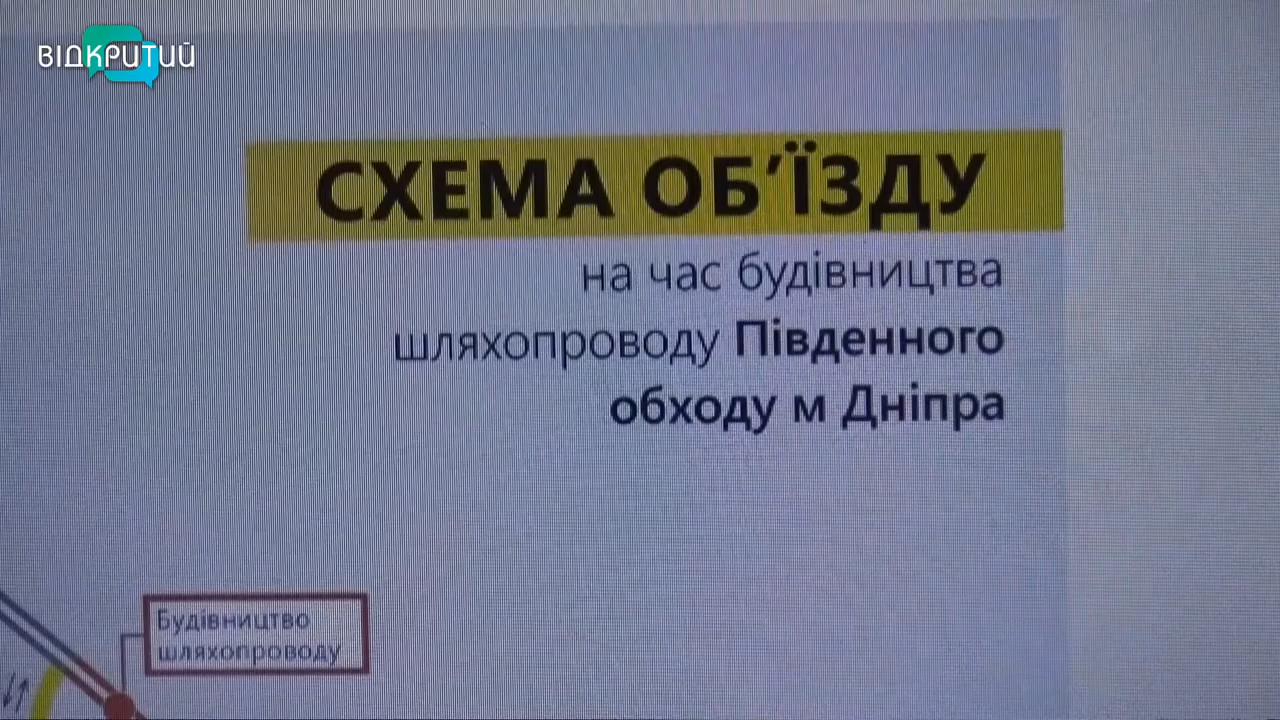 ВІДКРИТИЙ
СХЕМА ОБ’ЇЗДУ
на час будівництва
шляхопроводу Південного
обходу м Дніпра
Будівництво
шляхопроводу